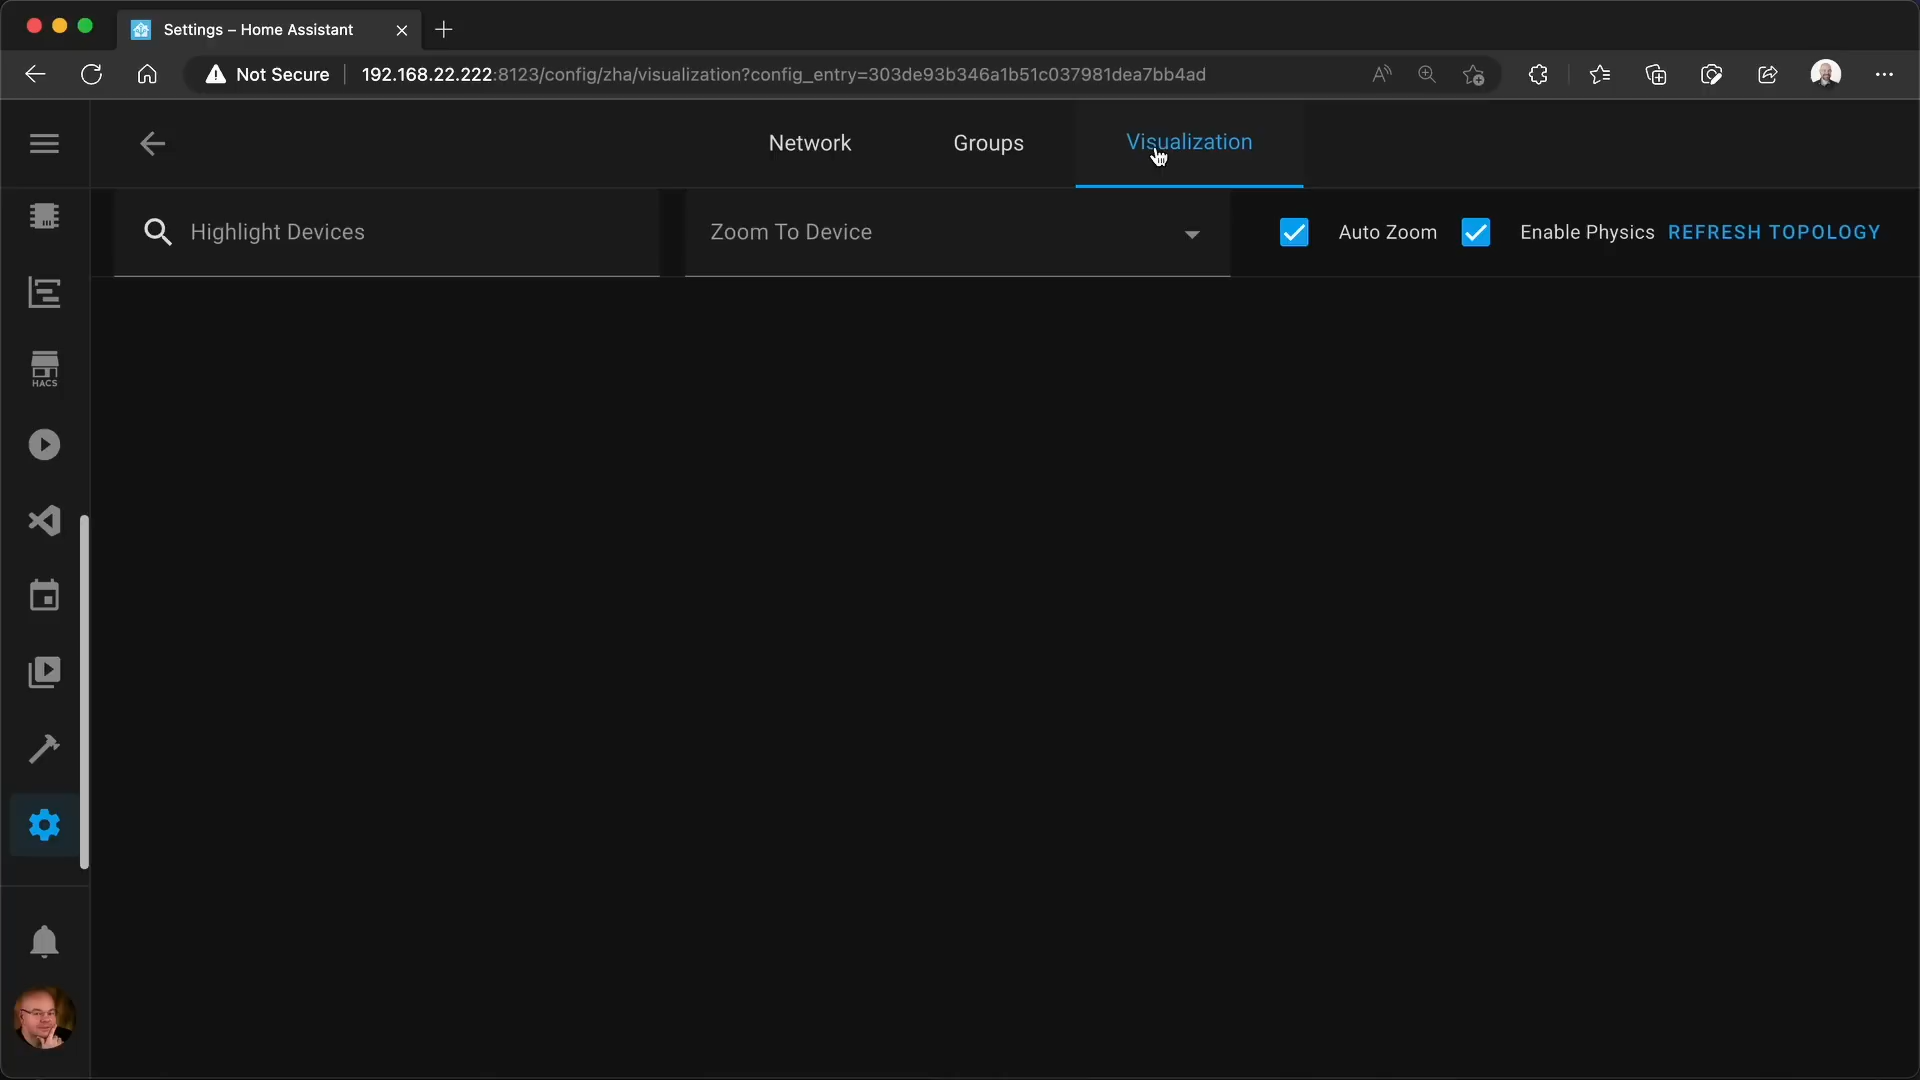 Settings – Home Assistant
Not Secure
192.168.22.222:8123/config/zha/visualization?config_entry=303de93b346a1b51c037981dea7bb4ad
Network
Groups
Visualization
Highlight Devices
Zoom To Device
Auto Zoom
Enable Physics
REFRESH TOPOLOGY
HACS